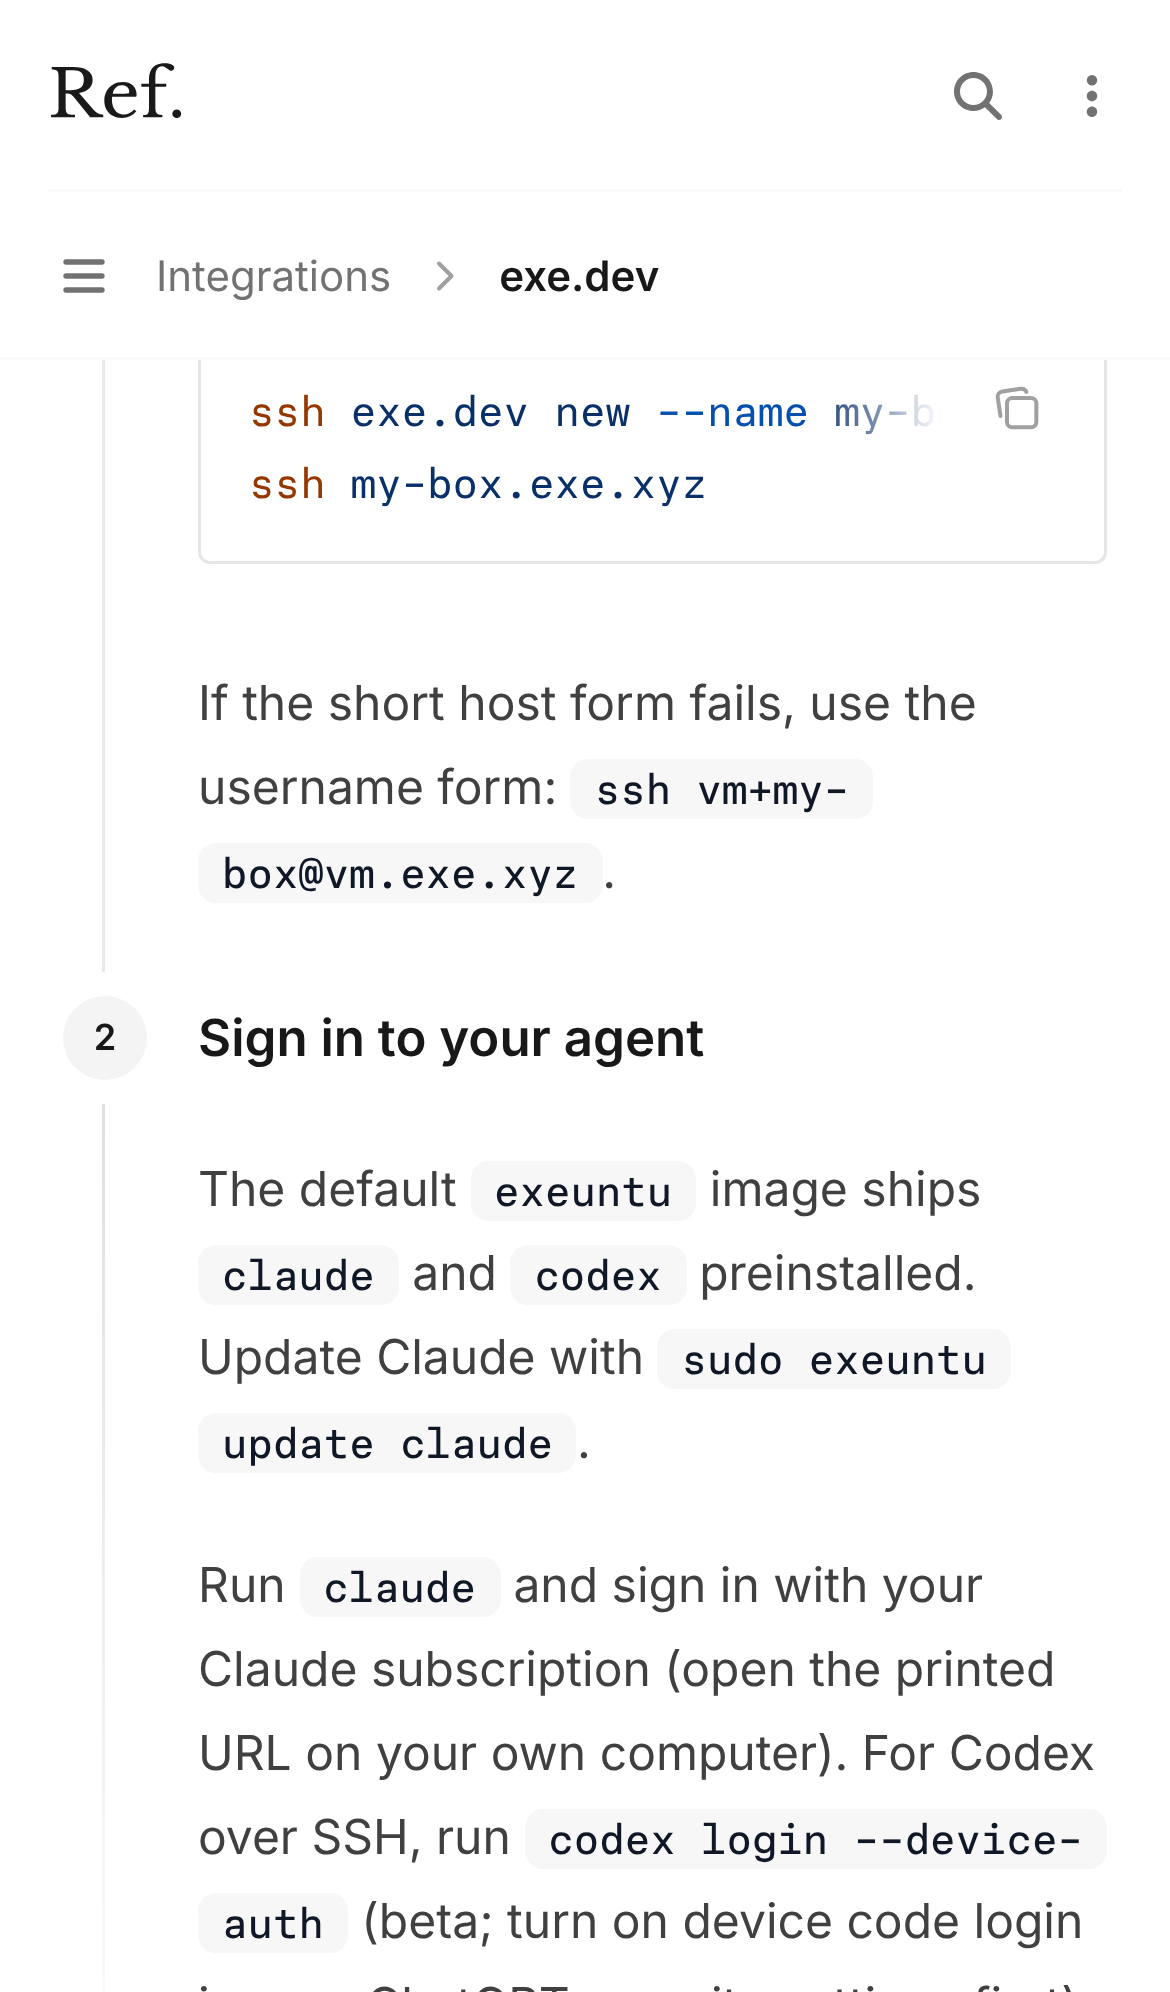 Ref.
Integrations > exe.dev
ssh exe.dev new --name my-b
ssh my-box.exe.xyz
If the short host form fails, use the
username form: ssh vm+my-
box@vm.exe.xyz.
2 Sign in to your agent
The default exeuntu image ships
claude and codex preinstalled.
Update Claude with sudo exeuntu
update claude.
Run claude and sign in with your
Claude subscription (open the printed
URL on your own computer). For Codex
over SSH, run codex login --device-
auth (beta; turn on device code login